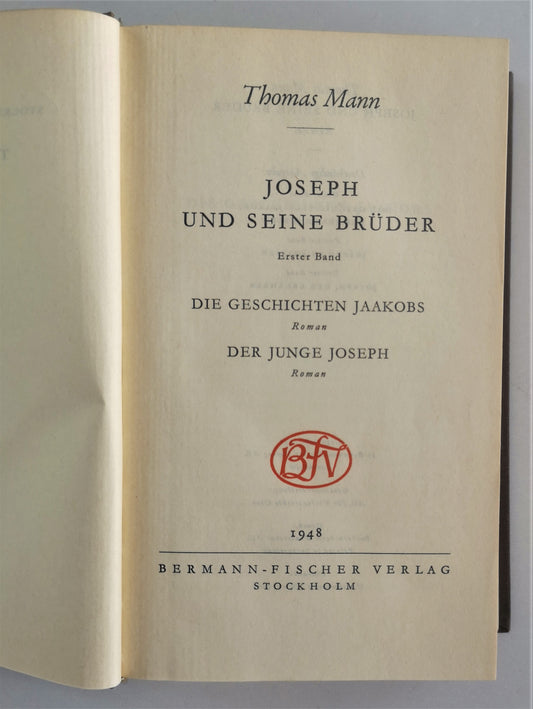 Thomas Mann
JOSEPH
UND SEINE BRÜDER
Erster Band
DIE GESCHICHTEN JAAKOBS
Roman
DER JUNGE JOSEPH
Roman
BFV
1948
BERMANN-FISCHER VERLAG
STOCKHOLM